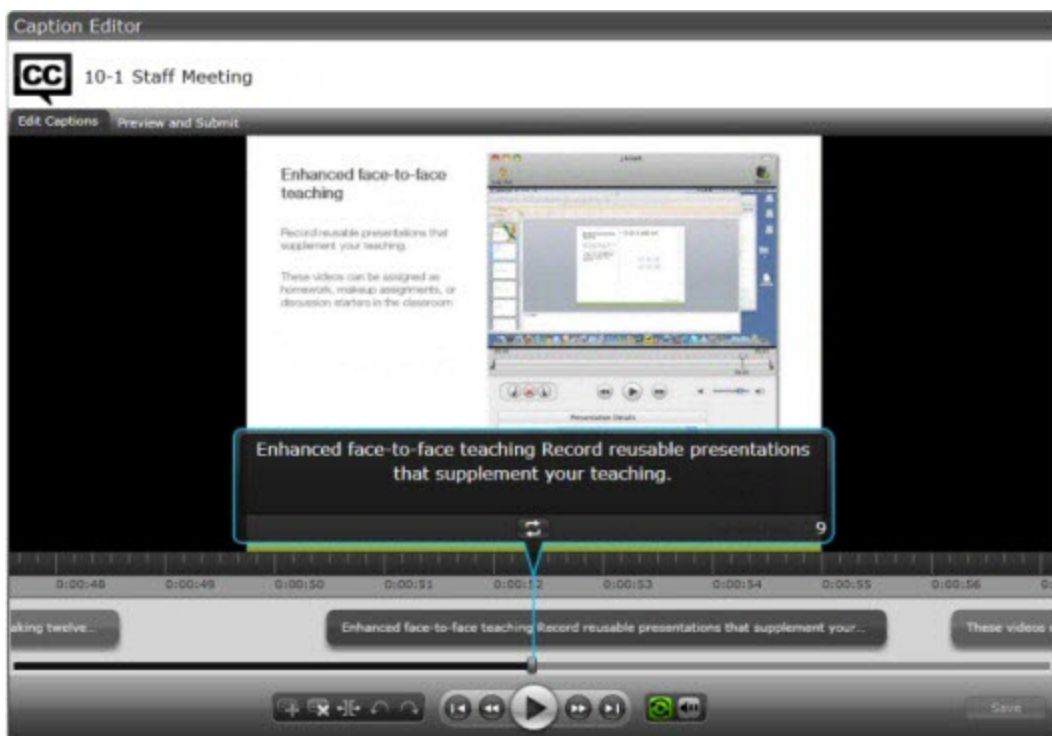 Caption Editor
CC 10-1 Staff Meeting
Edit Captions Preview and Submit
Enhanced face-to-face
teaching
Record reusable presentations that
supplement your teaching.
These videos can be assigned as
homework, makeup assignments, or
discussion starters in the classroom
Presentation Details
Enhanced face-to-face teaching Record reusable presentations
that supplement your teaching.
9
0:00:48 0:00:49 0:00:50 0:00:51 0:00:52 0:00:53 0:00:54 0:00:55 0:00:56
aking twelve... Enhanced face-to-face teaching Record reusable presentations that supplement your... These videos
Save